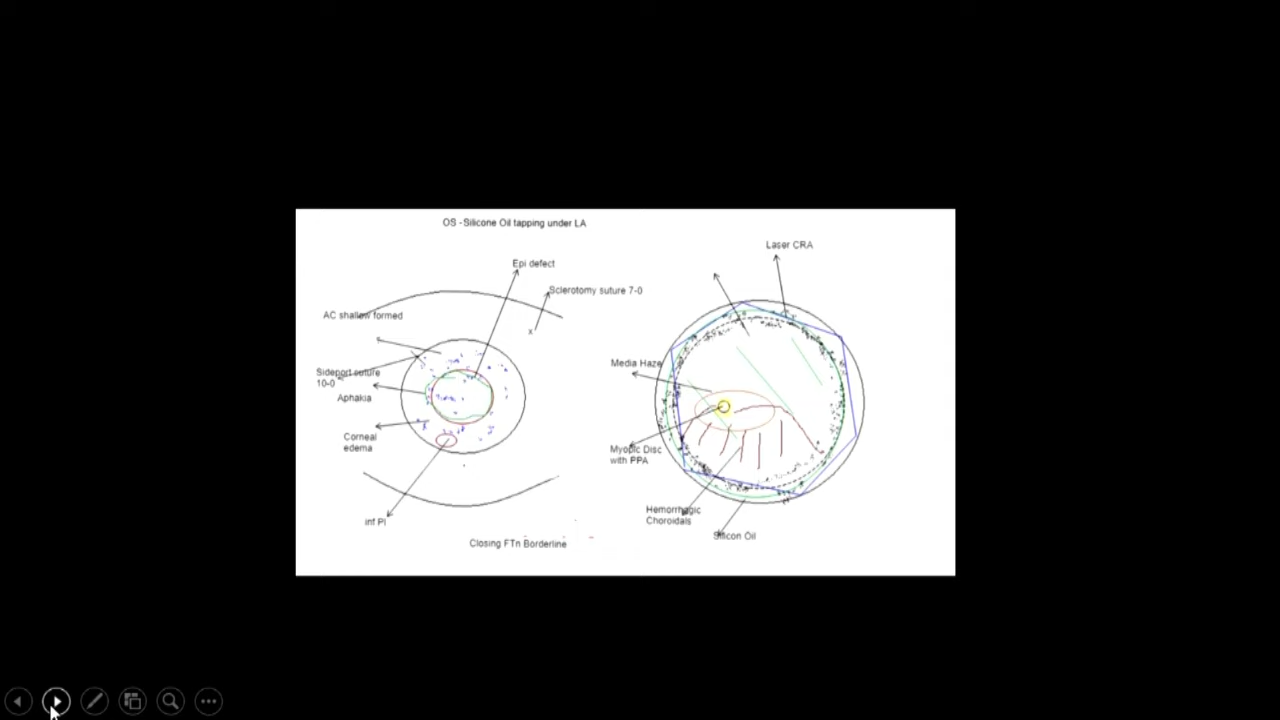 OS -Silicone Oil tapping under LA
Epi defect
Sclerotomy suture 7-0
x
AC shallow formed
Sideport suture
10-0
Aphakia
Corneal
edema
inf PI
Closing FTn Borderline
Laser CRA
Media Haze
Myopic Disc
with PPA
Hemorrhagic
Choroidals
Silicon Oil